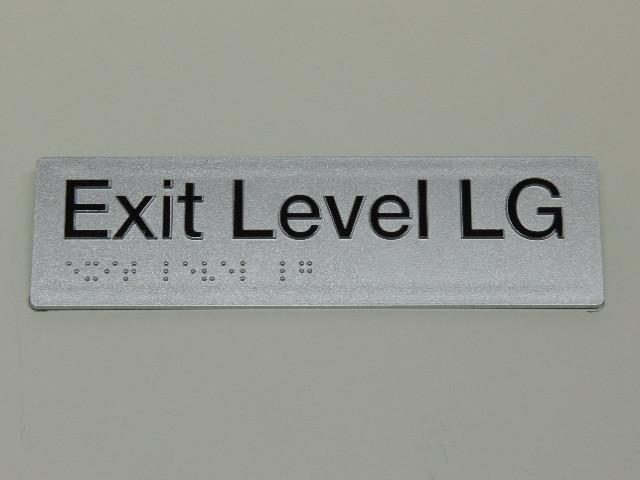 Exit Level LG
⠑⠭⠊⠞ ⠇⠑⠧⠑⠇ ⠇⠛